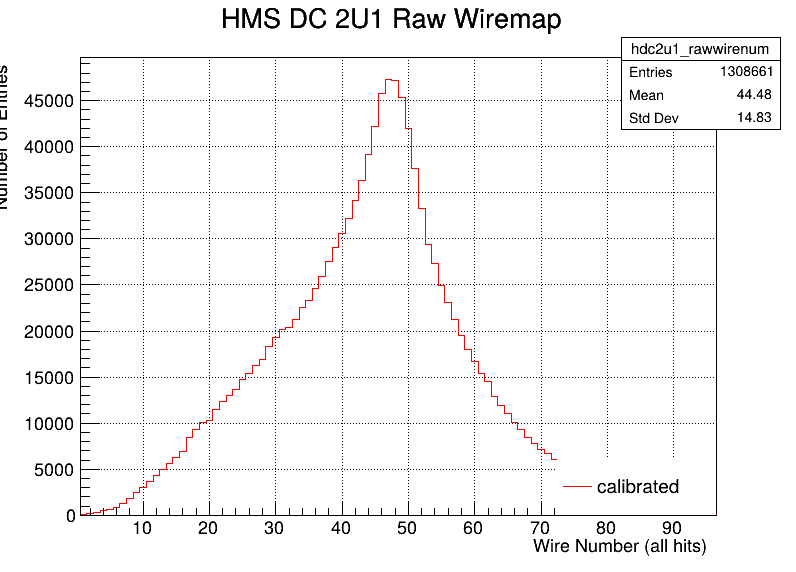 HMS DC 2U1 Raw Wiremap
hdc2u1_rawwirenum
Entries 1308661
Mean 44.48
Std Dev 14.83
Number of Entries
45000
40000
35000
30000
25000
20000
15000
10000
5000
0
calibrated
10 20 30 40 50 60 70 80 90
Wire Number (all hits)